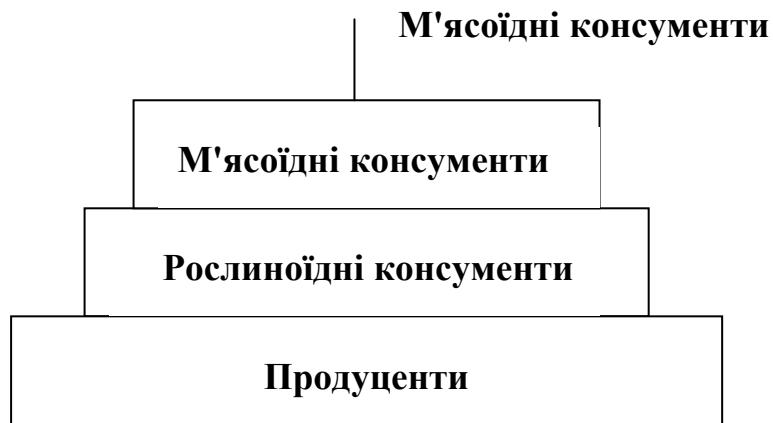 М'ясоїдні консументи
М'ясоїдні консументи
Рослиноїдні консументи
Продуценти